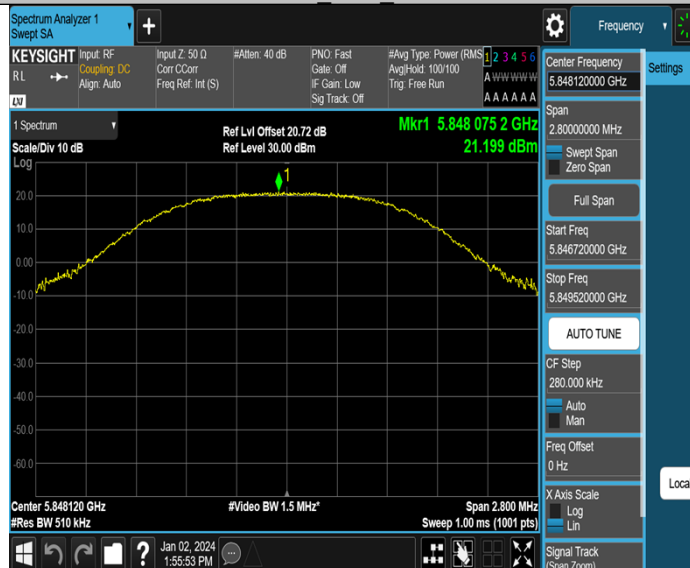 Spectrum Analyzer 1
Swept SA
Frequency
KEYSIGHT
RL
LXI
Input: RF
Coupling: DC
Align: Auto
Input Z: 50 Ω
Corr CCorr
Freq Ref: Int (S)
#Atten: 40 dB
PNO: Fast
Gate: Off
IF Gain: Low
Sig Track: Off
#Avg Type: Power (RMS
Avg|Hold: 100/100
Trig: Free Run
1 2 3 4 5 6
A W W W W W
A A A A A A
1 Spectrum
Scale/Div 10 dB
Log
Ref Lvl Offset 20.72 dB
Ref Level 30.00 dBm
Mkr1 5.848 075 2 GHz
21.199 dBm
1
20.0
10.0
0.00
-10.0
-20.0
-30.0
-40.0
-50.0
-60.0
Center 5.848120 GHz
#Res BW 510 kHz
#Video BW 1.5 MHz*
Span 2.800 MHz
Sweep 1.00 ms (1001 pts)
Jan 02, 2024
1:55:53 PM
Center Frequency
5.848120000 GHz
Span
2.80000000 MHz
Swept Span
Zero Span
Full Span
Start Freq
5.846720000 GHz
Stop Freq
5.849520000 GHz
AUTO TUNE
CF Step
280.000 kHz
Auto
Man
Freq Offset
0 Hz
X Axis Scale
Log
Lin
Signal Track
(Span Zoom)
Settings
Loca